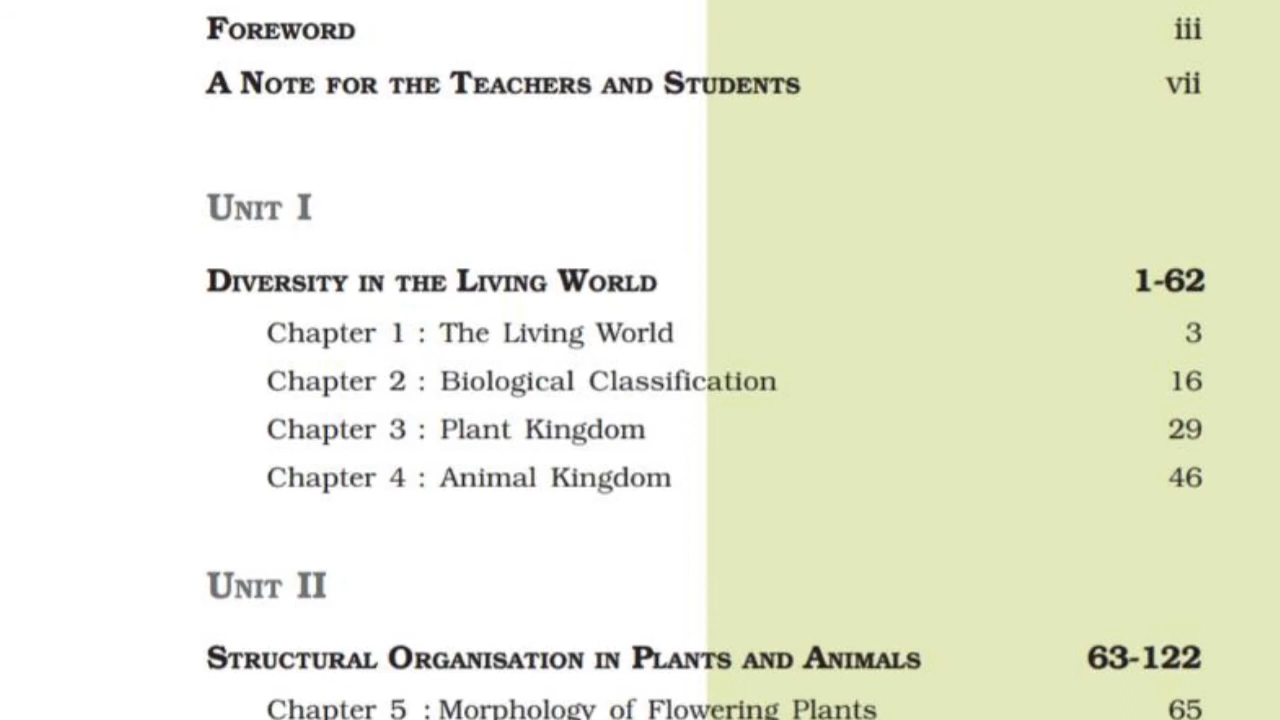 FOREWORD iii
A NOTE FOR THE TEACHERS AND STUDENTS vii
UNIT I
DIVERSITY IN THE LIVING WORLD 1-62
Chapter 1 : The Living World 3
Chapter 2 : Biological Classification 16
Chapter 3 : Plant Kingdom 29
Chapter 4 : Animal Kingdom 46
UNIT II
STRUCTURAL ORGANISATION IN PLANTS AND ANIMALS 63-122
Chapter 5 : Morphology of Flowering Plants 65